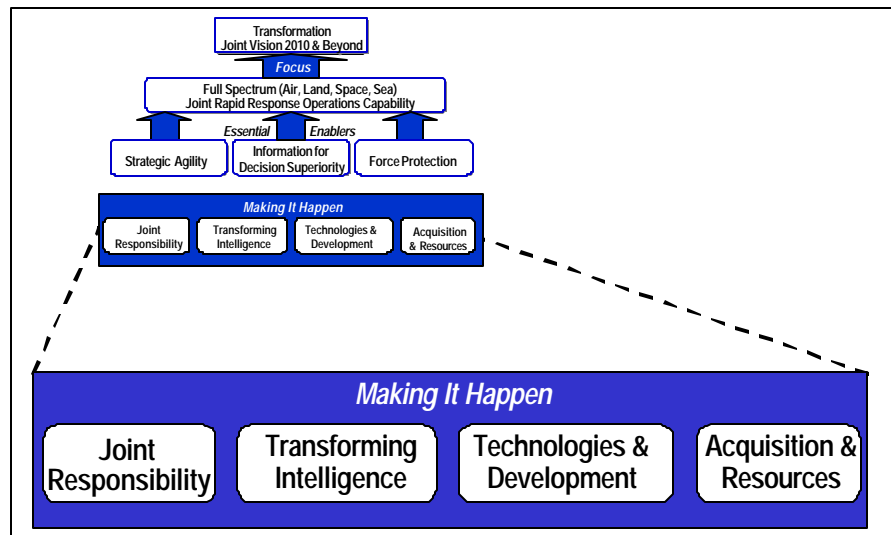 Transformation
Joint Vision 2010 & Beyond
Focus
Full Spectrum (Air, Land, Space, Sea)
Joint Rapid Response Operations Capability
Essential Enablers
Strategic Agility
Information for
Decision Superiority
Force Protection
Making It Happen
Joint
Responsibility
Transforming
Intelligence
Technologies &
Development
Acquisition
& Resources
Making It Happen
Joint
Responsibility
Transforming
Intelligence
Technologies &
Development
Acquisition &
Resources